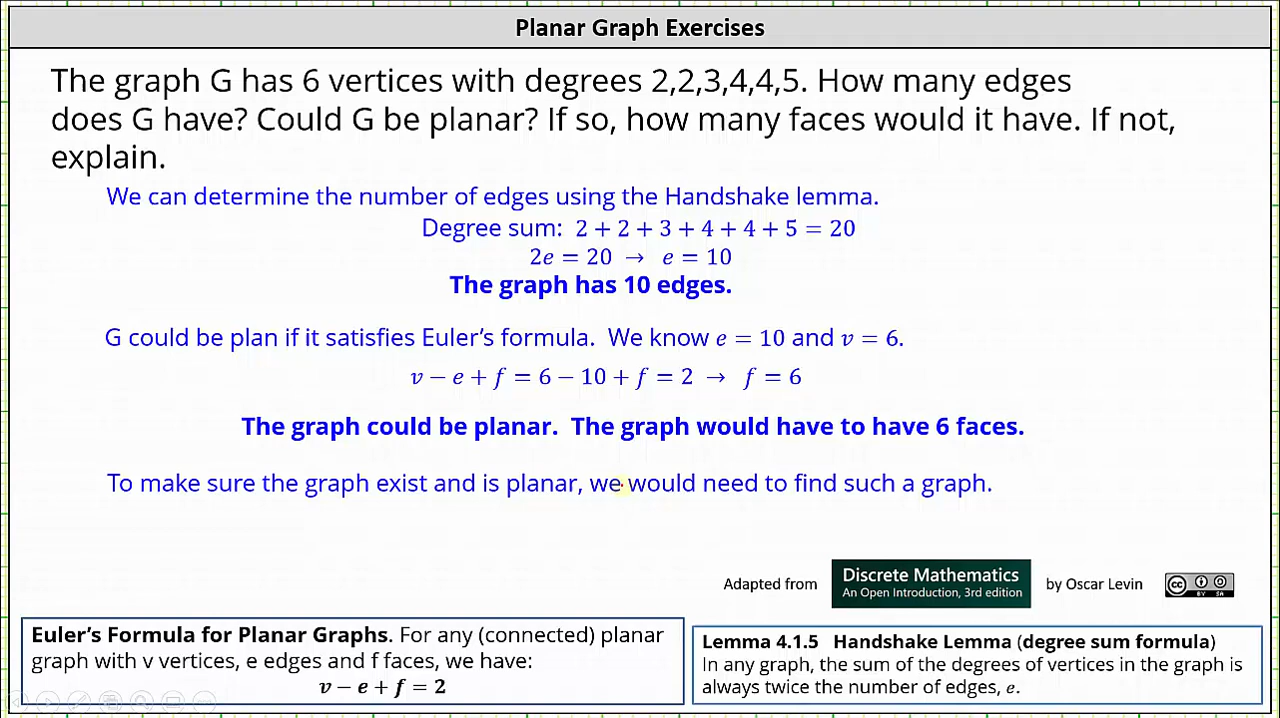 Planar Graph Exercises
The graph G has 6 vertices with degrees 2,2,3,4,4,5. How many edges
does G have? Could G be planar? If so, how many faces would it have. If not,
explain.
We can determine the number of edges using the Handshake lemma.
Degree sum: 2 + 2 + 3 + 4 + 4 + 5 = 20
2e = 20 → e = 10
The graph has 10 edges.
G could be plan if it satisfies Euler’s formula. We know e = 10 and v = 6.
v − e + f = 6 − 10 + f = 2 → f = 6
The graph could be planar. The graph would have to have 6 faces.
To make sure the graph exist and is planar, we would need to find such a graph.
Adapted from
Discrete Mathematics
An Open Introduction, 3rd edition
by Oscar Levin
cc
BY SA
Euler’s Formula for Planar Graphs. For any (connected) planar
graph with v vertices, e edges and f faces, we have:
v − e + f = 2
Lemma 4.1.5 Handshake Lemma (degree sum formula)
In any graph, the sum of the degrees of vertices in the graph is
always twice the number of edges, e.